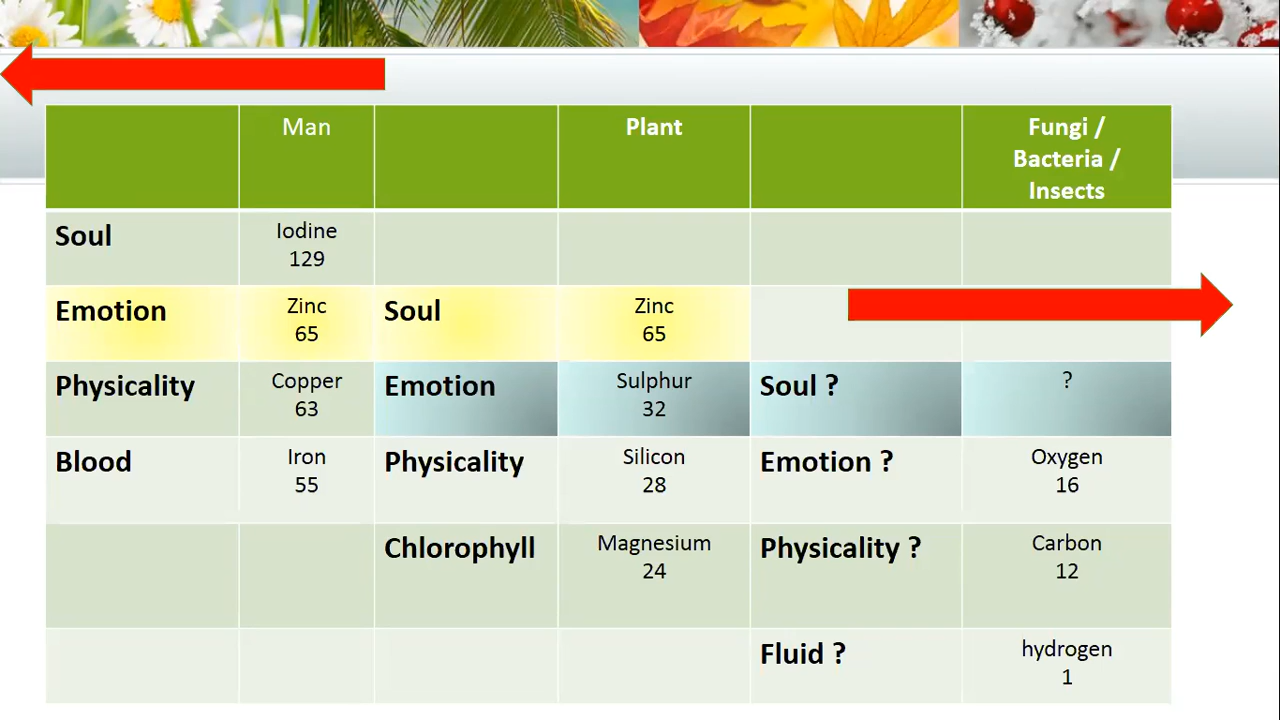 Man
Plant
Fungi /
Bacteria /
Insects
Soul
Iodine
129
Emotion
Zinc
65
Soul
Zinc
65
Physicality
Copper
63
Emotion
Sulphur
32
Soul ?
?
Blood
Iron
55
Physicality
Silicon
28
Emotion ?
Oxygen
16
Chlorophyll
Magnesium
24
Physicality ?
Carbon
12
Fluid ?
hydrogen
1